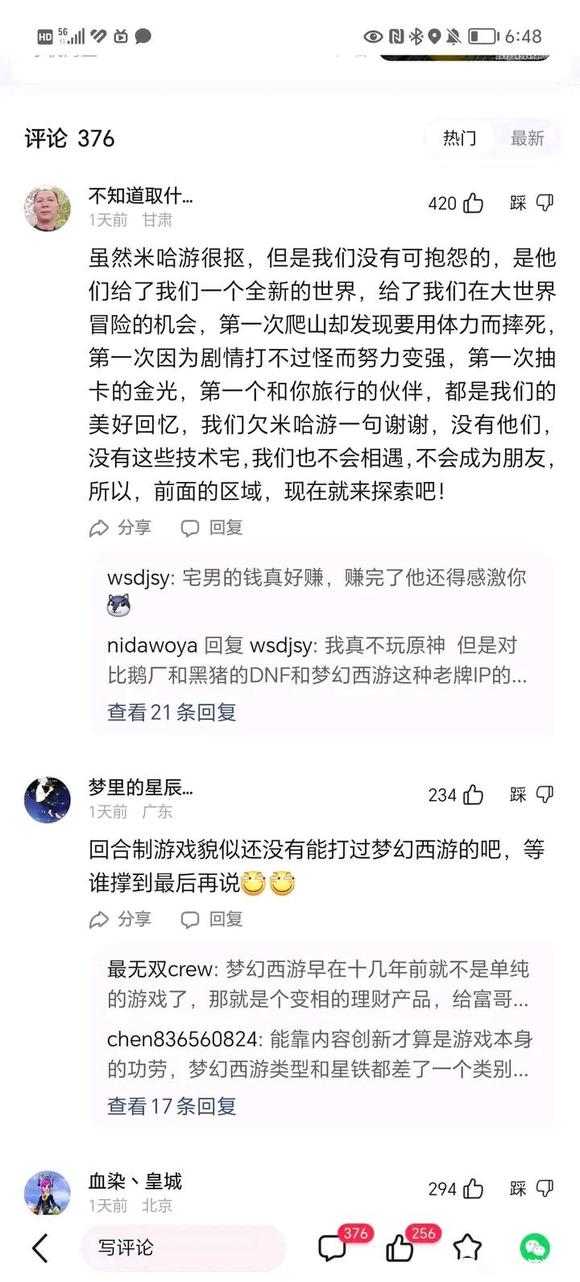 HD 5G 6:48
评论 376
热门 最新
不知道取什...
420 踩
1天前 甘肃
虽然米哈游很抠，但是我们没有可抱怨的，是他
们给了我们一个全新的世界，给了我们在大世界
冒险的机会，第一次爬山却发现要用体力而摔死，
第一次因为剧情打不过怪而努力变强，第一次抽
卡的金光，第一个和你旅行的伙伴，都是我们的
美好回忆，我们欠米哈游一句谢谢，没有他们，
没有这些技术宅,我们也不会相遇,不会成为朋友,
所以，前面的区域，现在就来探索吧！
分享 回复
wsdjsy: 宅男的钱真好赚，赚完了他还得感激你
nidawoya 回复 wsdjsy: 我真不玩原神 但是对
比鹅厂和黑猪的DNF和梦幻西游这种老牌IP的...
查看21条回复
梦里的星辰...
234 踩
1天前 广东
回合制游戏貌似还没有能打过梦幻西游的吧，等
谁撑到最后再说
分享 回复
最无双crew: 梦幻西游早在十几年前就不是单纯
的游戏了，那就是个变相的理财产品，给富哥...
chen836560824: 能靠内容创新才算是游戏本身
的功劳，梦幻西游类型和星铁都差了一个类别...
查看17条回复
血染丶皇城
294 踩
1天前 北京
写评论 376 256